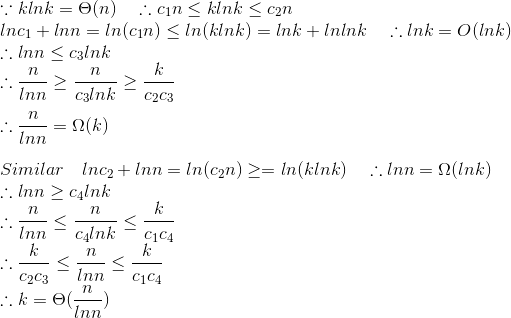 ∵ klnk = Θ(n)  ∴ c₁n ≤ klnk ≤ c₂n
lnc₁ + lnn = ln(c₁n) ≤ ln(klnk) = lnk + lnlnk  ∴ lnk = O(lnk)
∴ lnn ≤ c₃lnk
∴ n/lnn ≥ n/c₃lnk ≥ k/c₂c₃
∴ n/lnn = Ω(k)
Similar lnc₂ + lnn = ln(c₂n) ≥= ln(klnk)  ∴ lnn = Ω(lnk)
∴ lnn ≥ c₄lnk
∴ n/lnn ≤ n/c₄lnk ≤ k/c₁c₄
∴ k/c₂c₃ ≤ n/lnn ≤ k/c₁c₄
∴ k = Θ(n/lnn)